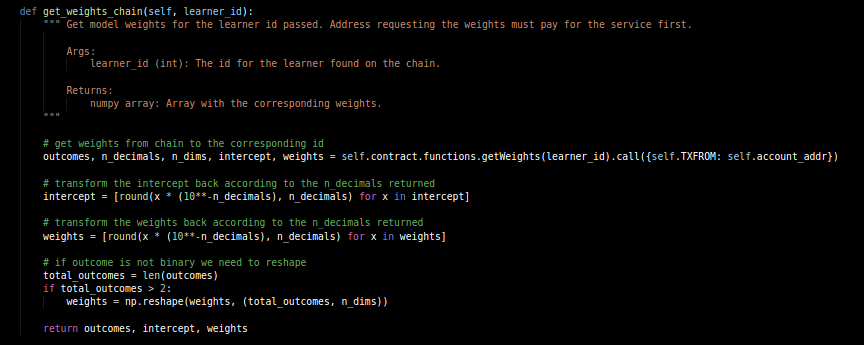 def get_weights_chain(self, learner_id):
""" Get model weights for the learner id passed. Address requesting the weights must pay for the service first.
Args:
learner_id (int): The id for the learner found on the chain.
Returns:
numpy array: Array with the corresponding weights.
"""
# get weights from chain to the corresponding id
outcomes, n_decimals, n_dims, intercept, weights = self.contract.functions.getWeights(learner_id).call({self.TXFROM: self.account_addr})
# transform the intercept back according to the n_decimals returned
intercept = [round(x * (10**-n_decimals), n_decimals) for x in intercept]
# transform the weights back according to the n_decimals returned
weights = [round(x * (10**-n_decimals), n_decimals) for x in weights]
# if outcome is not binary we need to reshape
total_outcomes = len(outcomes)
if total_outcomes > 2:
weights = np.reshape(weights, (total_outcomes, n_dims))
return outcomes, intercept, weights